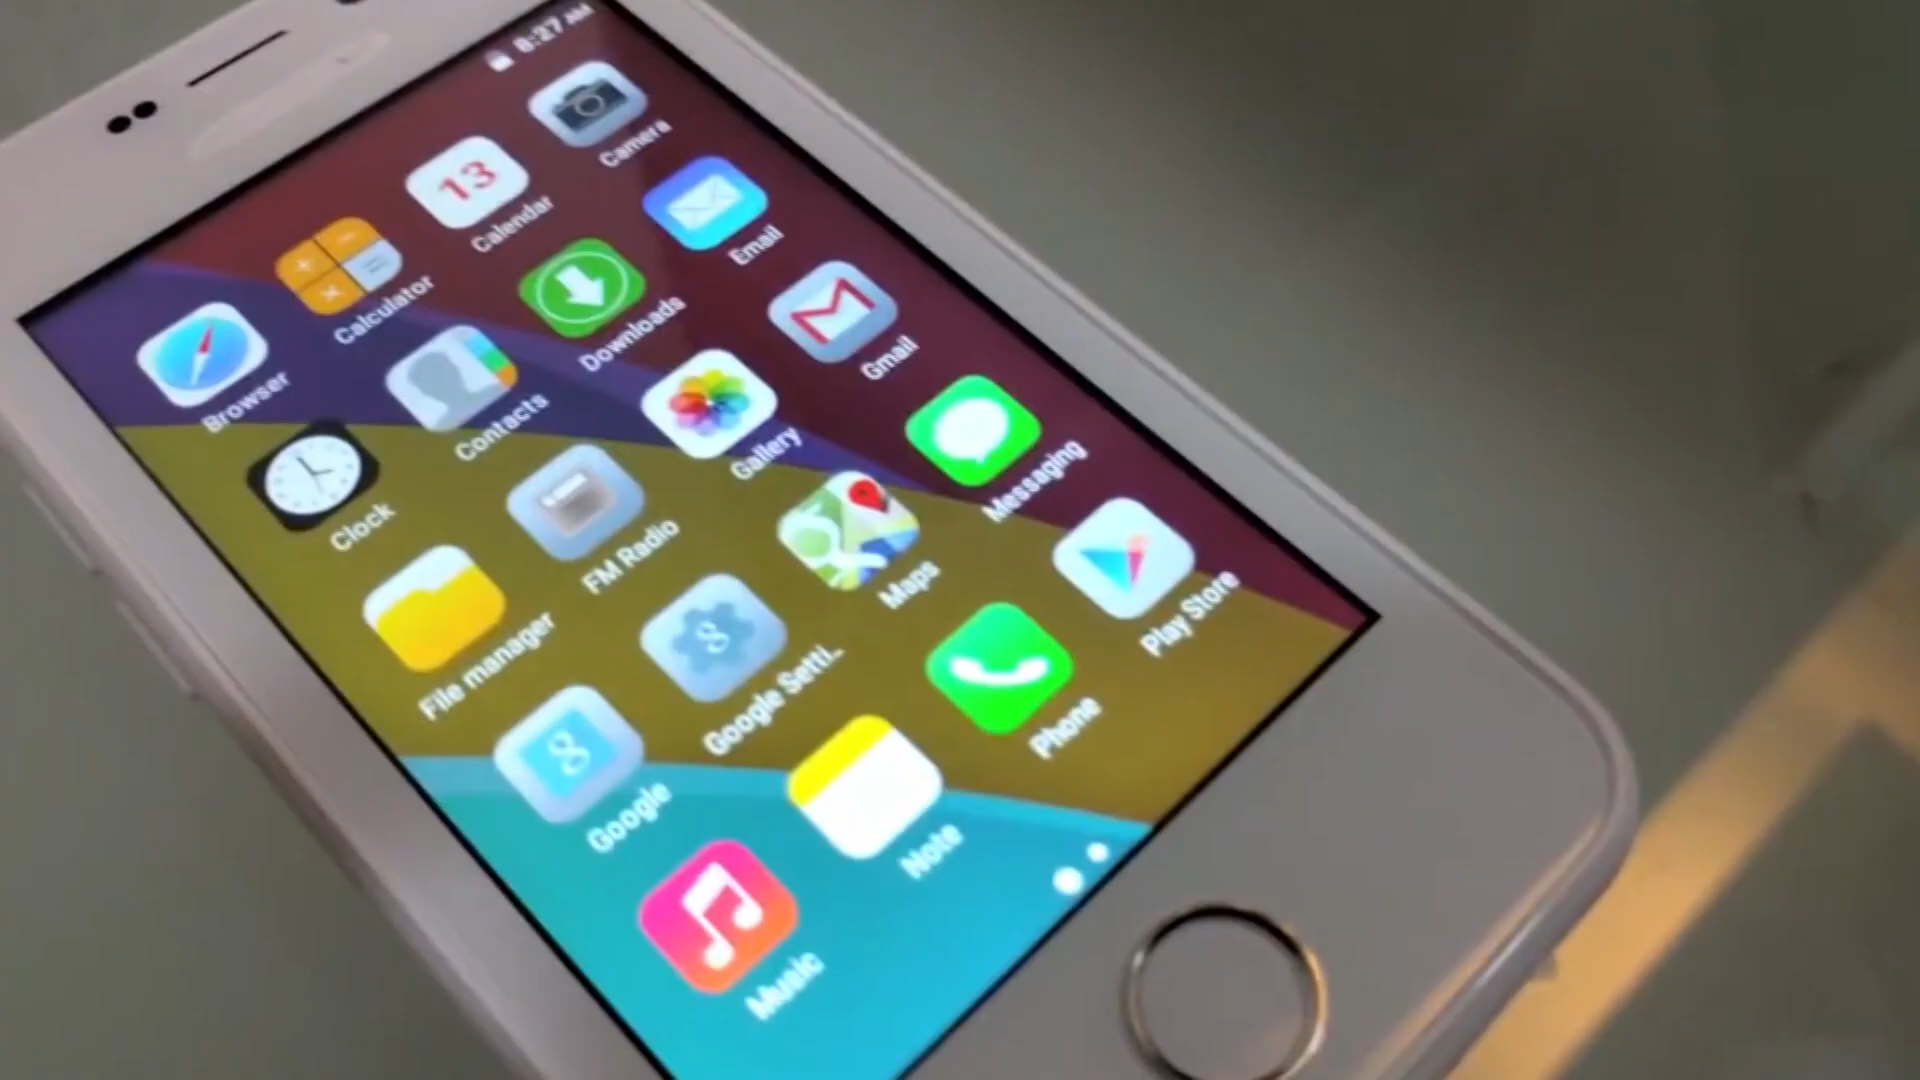 8:27 AM
Browser
Calculator
13
Calendar
Camera
Clock
Contacts
Downloads
Email
File manager
FM Radio
Gallery
Gmail
g
Google
g
Google Setti..
Maps
Messaging
Music
Note
Phone
Play Store